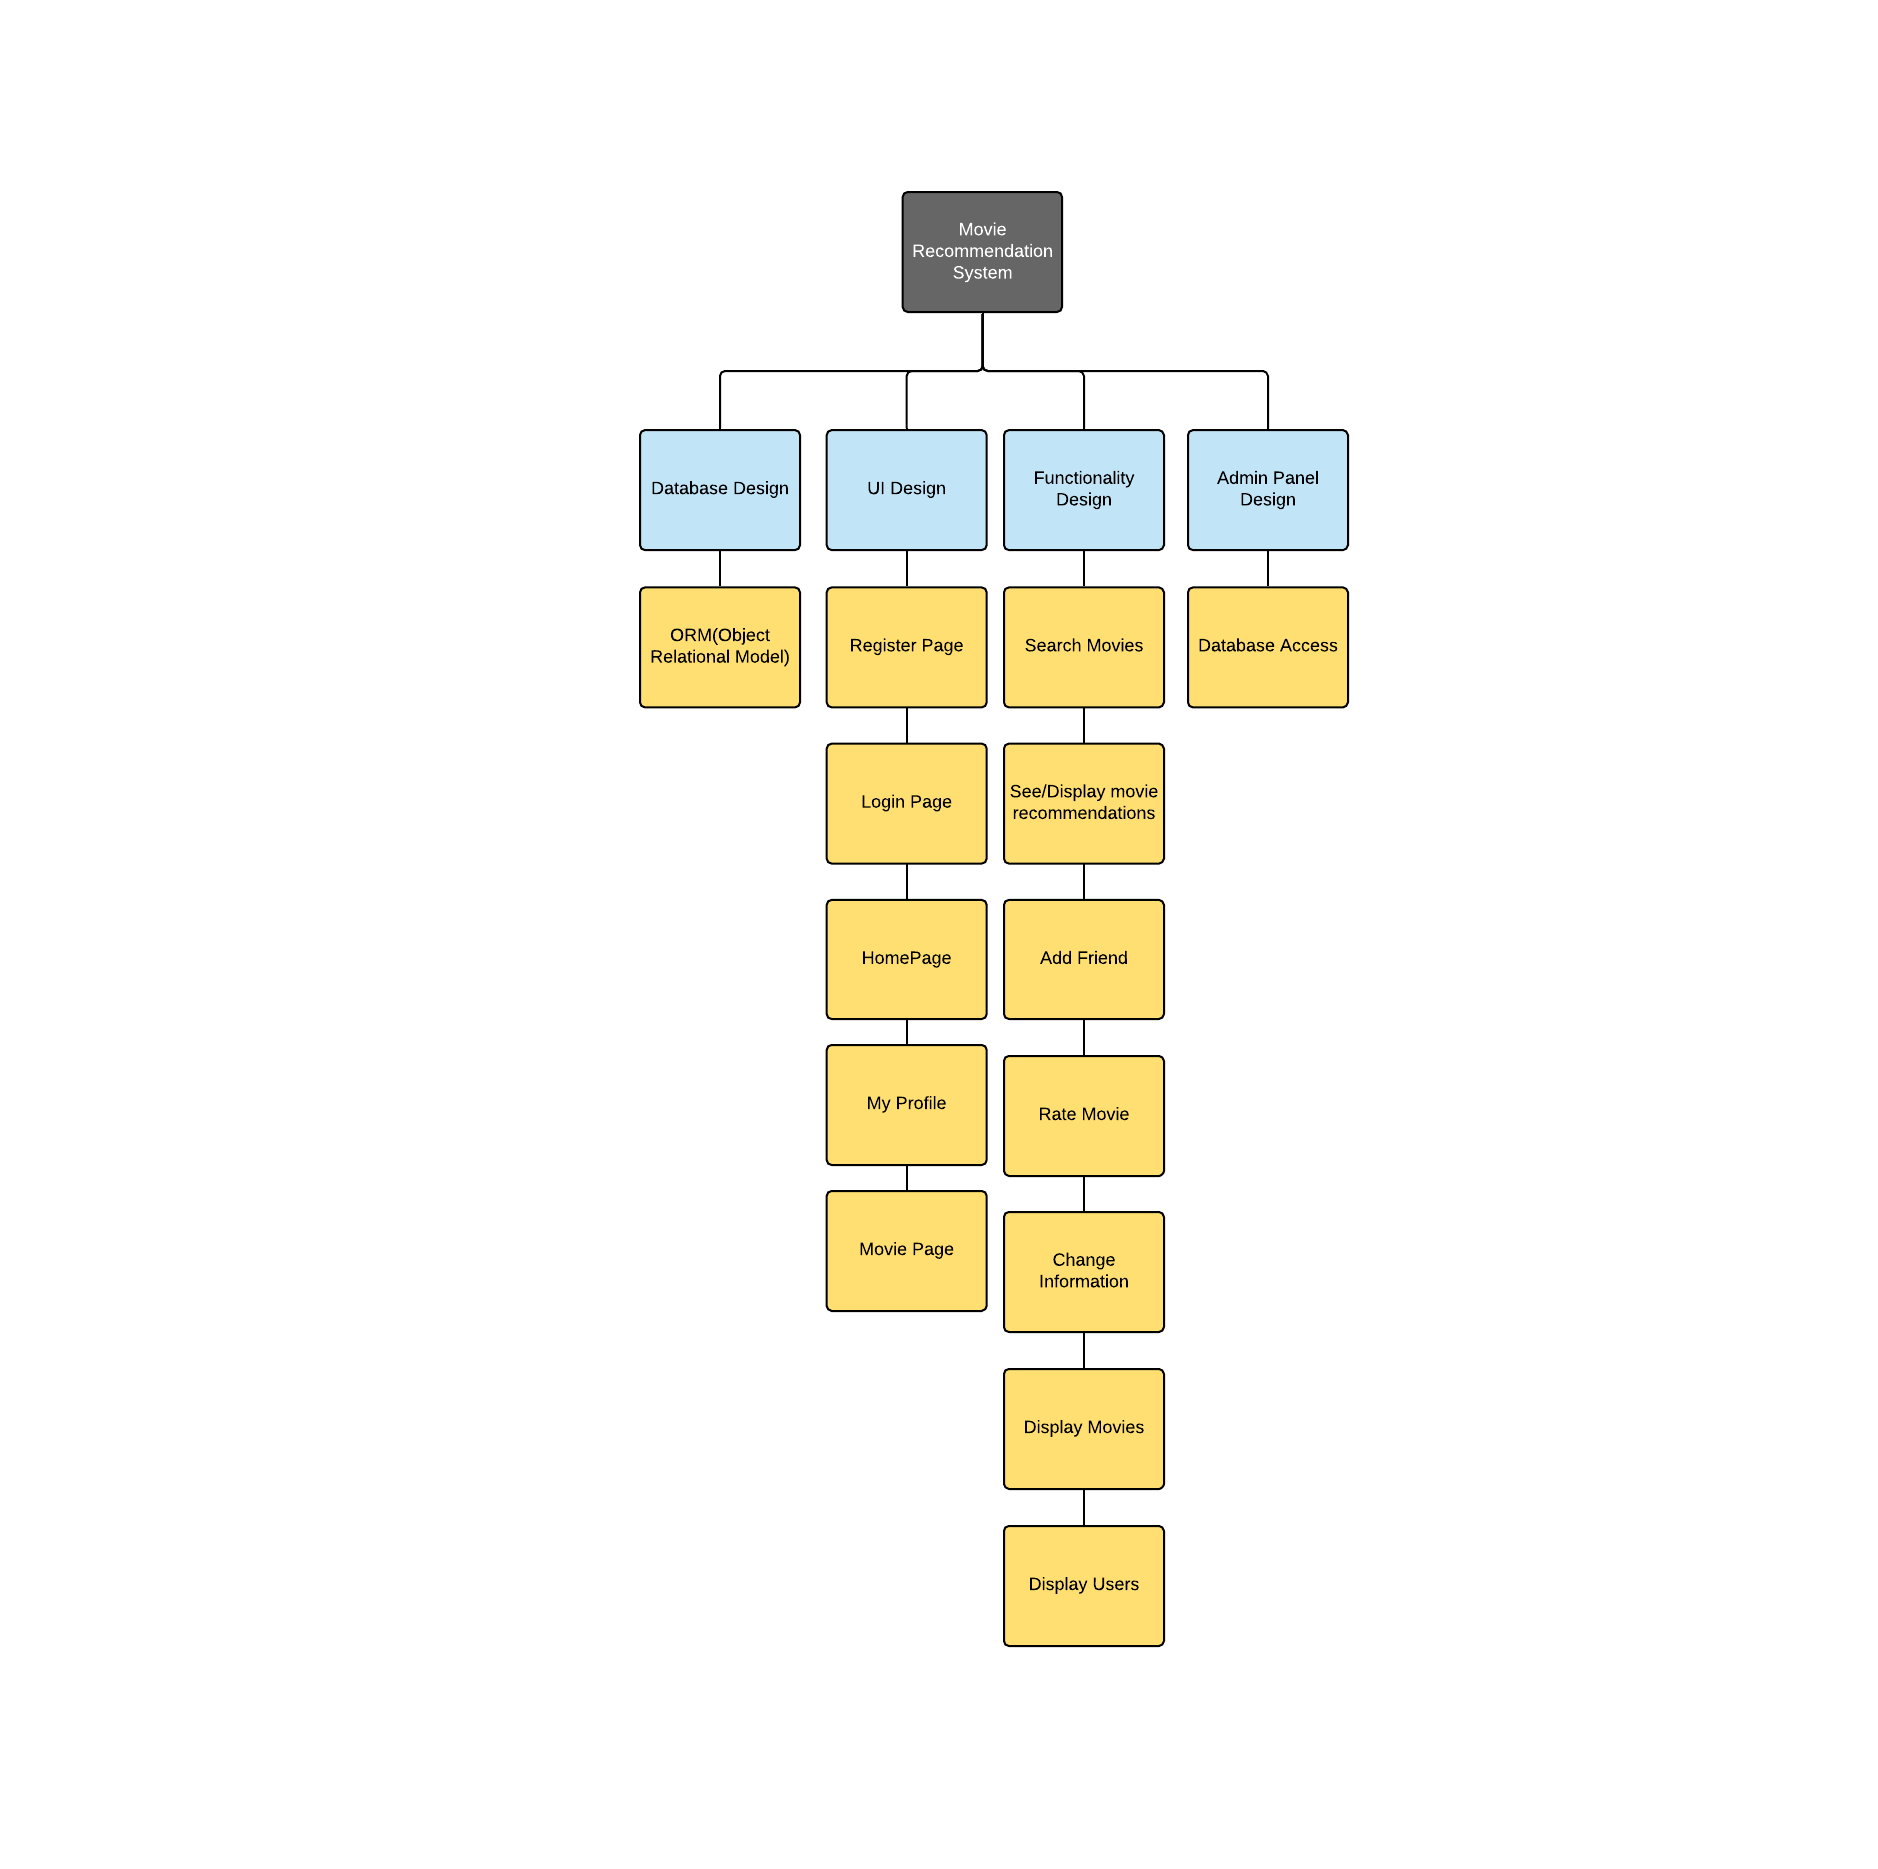 Movie
Recommendation
System
Database Design
UI Design
Functionality
Design
Admin Panel
Design
ORM(Object
Relational Model)
Register Page
Search Movies
Database Access
Login Page
See/Display movie
recommendations
HomePage
Add Friend
My Profile
Rate Movie
Movie Page
Change
Information
Display Movies
Display Users